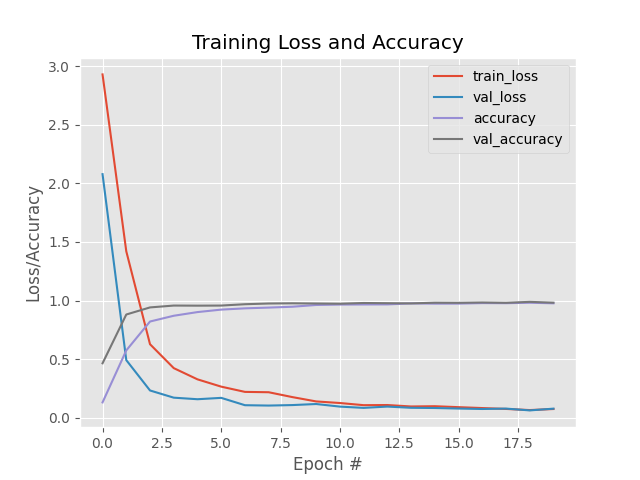 Training Loss and Accuracy
train_loss
val_loss
accuracy
val_accuracy
Loss/Accuracy
3.0
2.5
2.0
1.5
1.0
0.5
0.0
0.0 2.5 5.0 7.5 10.0 12.5 15.0 17.5
Epoch #